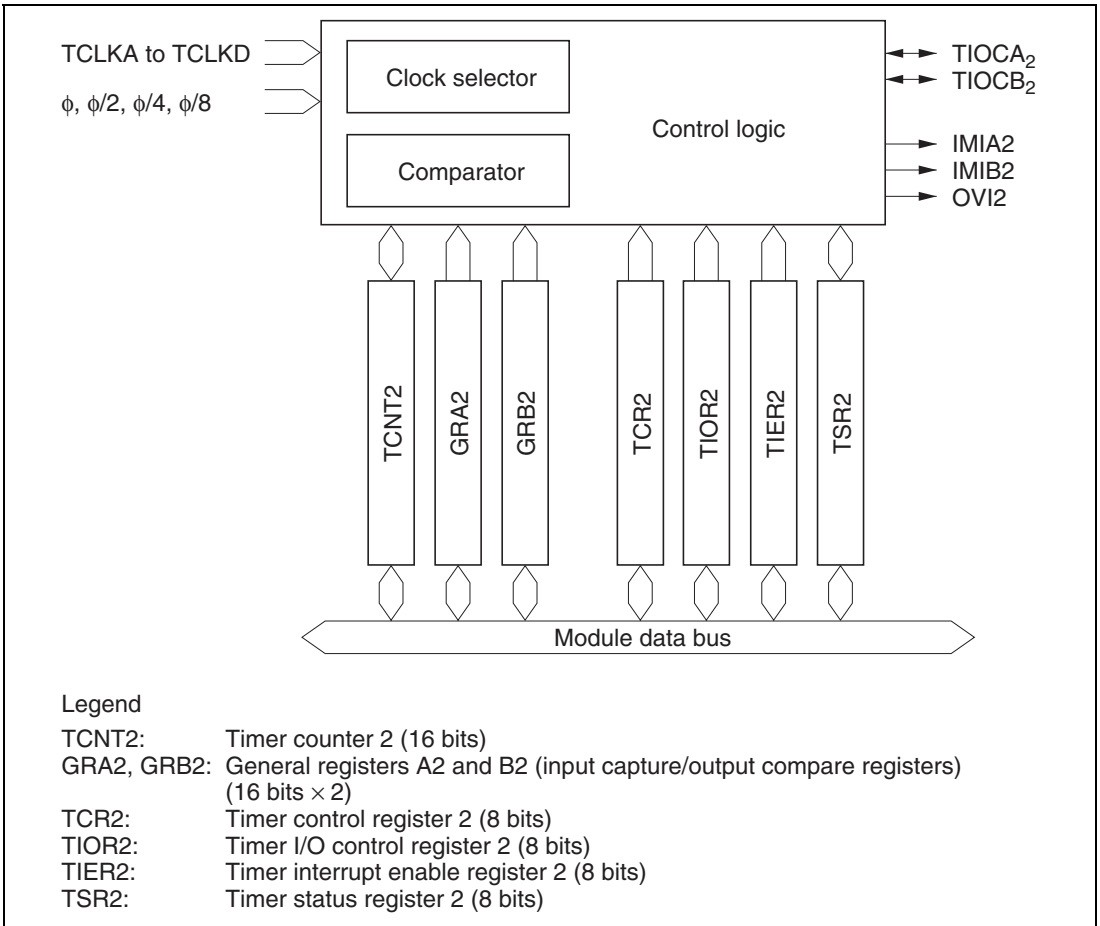 TCLKA to TCLKD
ϕ, ϕ/2, ϕ/4, ϕ/8
Clock selector
Comparator
Control logic
TIOCA₂
TIOCB₂
IMIA2
IMIB2
OVI2
TCNT2
GRA2
GRB2
TCR2
TIOR2
TIER2
TSR2
Module data bus
Legend
TCNT2: Timer counter 2 (16 bits)
GRA2, GRB2: General registers A2 and B2 (input capture/output compare registers)
(16 bits × 2)
TCR2: Timer control register 2 (8 bits)
TIOR2: Timer I/O control register 2 (8 bits)
TIER2: Timer interrupt enable register 2 (8 bits)
TSR2: Timer status register 2 (8 bits)